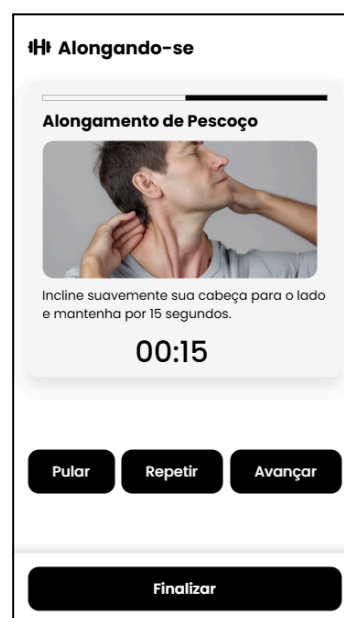 Alongando-se
Alongamento de Pescoço
Incline suavemente sua cabeça para o lado
e mantenha por 15 segundos.
00:15
Pular
Repetir
Avançar
Finalizar